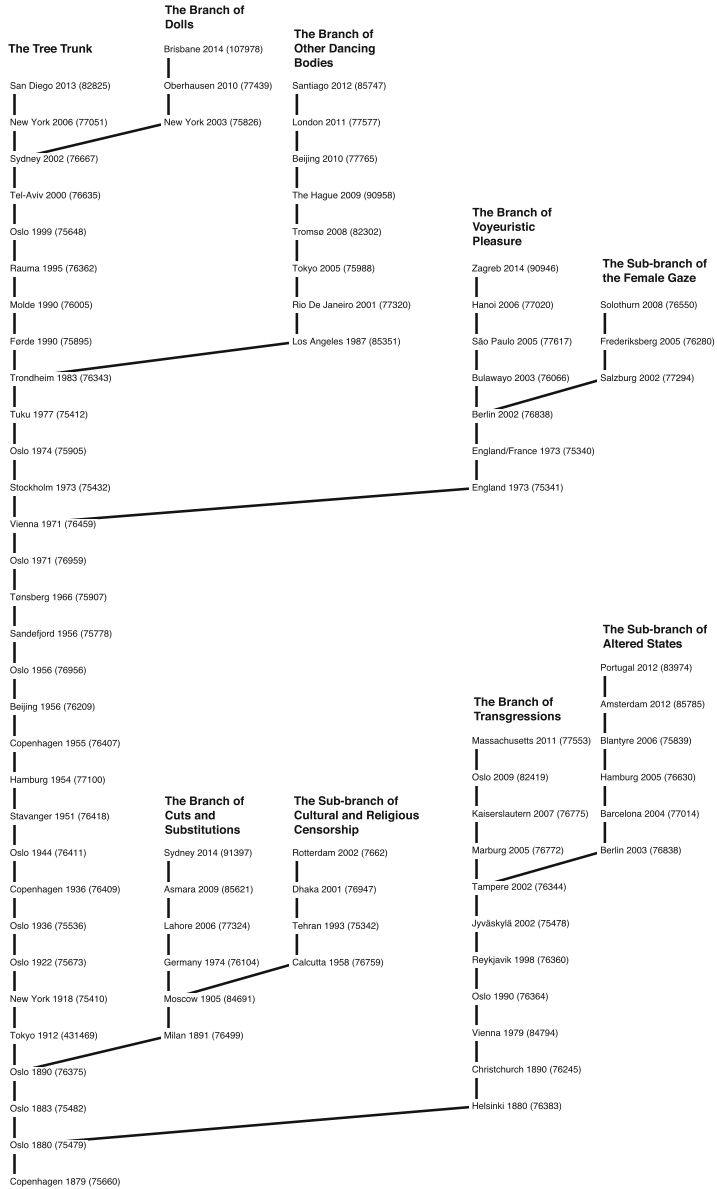 The Tree Trunk
San Diego 2013 (82825)
New York 2006 (77051)
Sydney 2002 (76667)
Tel-Aviv 2000 (76635)
Oslo 1999 (75648)
Rauma 1995 (76362)
Molde 1990 (76005)
Førde 1990 (75895)
Trondheim 1983 (76343)
Tuku 1977 (75412)
Oslo 1974 (75905)
Stockholm 1973 (75432)
Vienna 1971 (76459)
Oslo 1971 (76959)
Tønsberg 1966 (75907)
Sandefjord 1956 (75778)
Oslo 1956 (76956)
Beijing 1956 (76209)
Copenhagen 1955 (76407)
Hamburg 1954 (77100)
Stavanger 1951 (76418)
Oslo 1944 (76411)
Copenhagen 1936 (76409)
Oslo 1936 (75536)
Oslo 1922 (75673)
New York 1918 (75410)
Tokyo 1912 (431469)
Oslo 1890 (76375)
Oslo 1883 (75482)
Oslo 1880 (75479)
Copenhagen 1879 (75660)
The Branch of
Dolls
Brisbane 2014 (107978)
Oberhausen 2010 (77439)
New York 2003 (75826)
The Branch of
Other Dancing
Bodies
Santiago 2012 (85747)
London 2011 (77577)
Beijing 2010 (77765)
The Hague 2009 (90958)
Tromsø 2008 (82302)
Tokyo 2005 (75988)
Rio De Janeiro 2001 (77320)
Los Angeles 1987 (85351)
The Branch of
Voyeuristic
Pleasure
Zagreb 2014 (90946)
Hanoi 2006 (77020)
São Paulo 2005 (77617)
Bulawayo 2003 (76066)
Berlin 2002 (76838)
England/France 1973 (75340)
England 1973 (75341)
The Sub-branch of
the Female Gaze
Solothurn 2008 (76550)
Frederiksberg 2005 (76280)
Salzburg 2002 (77294)
The Branch of
Cuts and
Substitutions
Sydney 2014 (91397)
Asmara 2009 (85621)
Lahore 2006 (77324)
Germany 1974 (76104)
Moscow 1905 (84691)
Milan 1891 (76499)
The Sub-branch of
Cultural and Religious
Censorship
Rotterdam 2002 (7662)
Dhaka 2001 (76947)
Tehran 1993 (75342)
Calcutta 1958 (76759)
The Branch of
Transgressions
Massachusetts 2011 (77553)
Oslo 2009 (82419)
Kaiserslautern 2007 (76775)
Marburg 2005 (76772)
Tampere 2002 (76344)
Jyväskylä 2002 (75478)
Reykjavik 1998 (76360)
Oslo 1990 (76364)
Vienna 1979 (84794)
Christchurch 1890 (76245)
Helsinki 1880 (76383)
The Sub-branch of
Altered States
Portugal 2012 (83974)
Amsterdam 2012 (85785)
Blantyre 2006 (75839)
Hamburg 2005 (76630)
Barcelona 2004 (77014)
Berlin 2003 (76838)